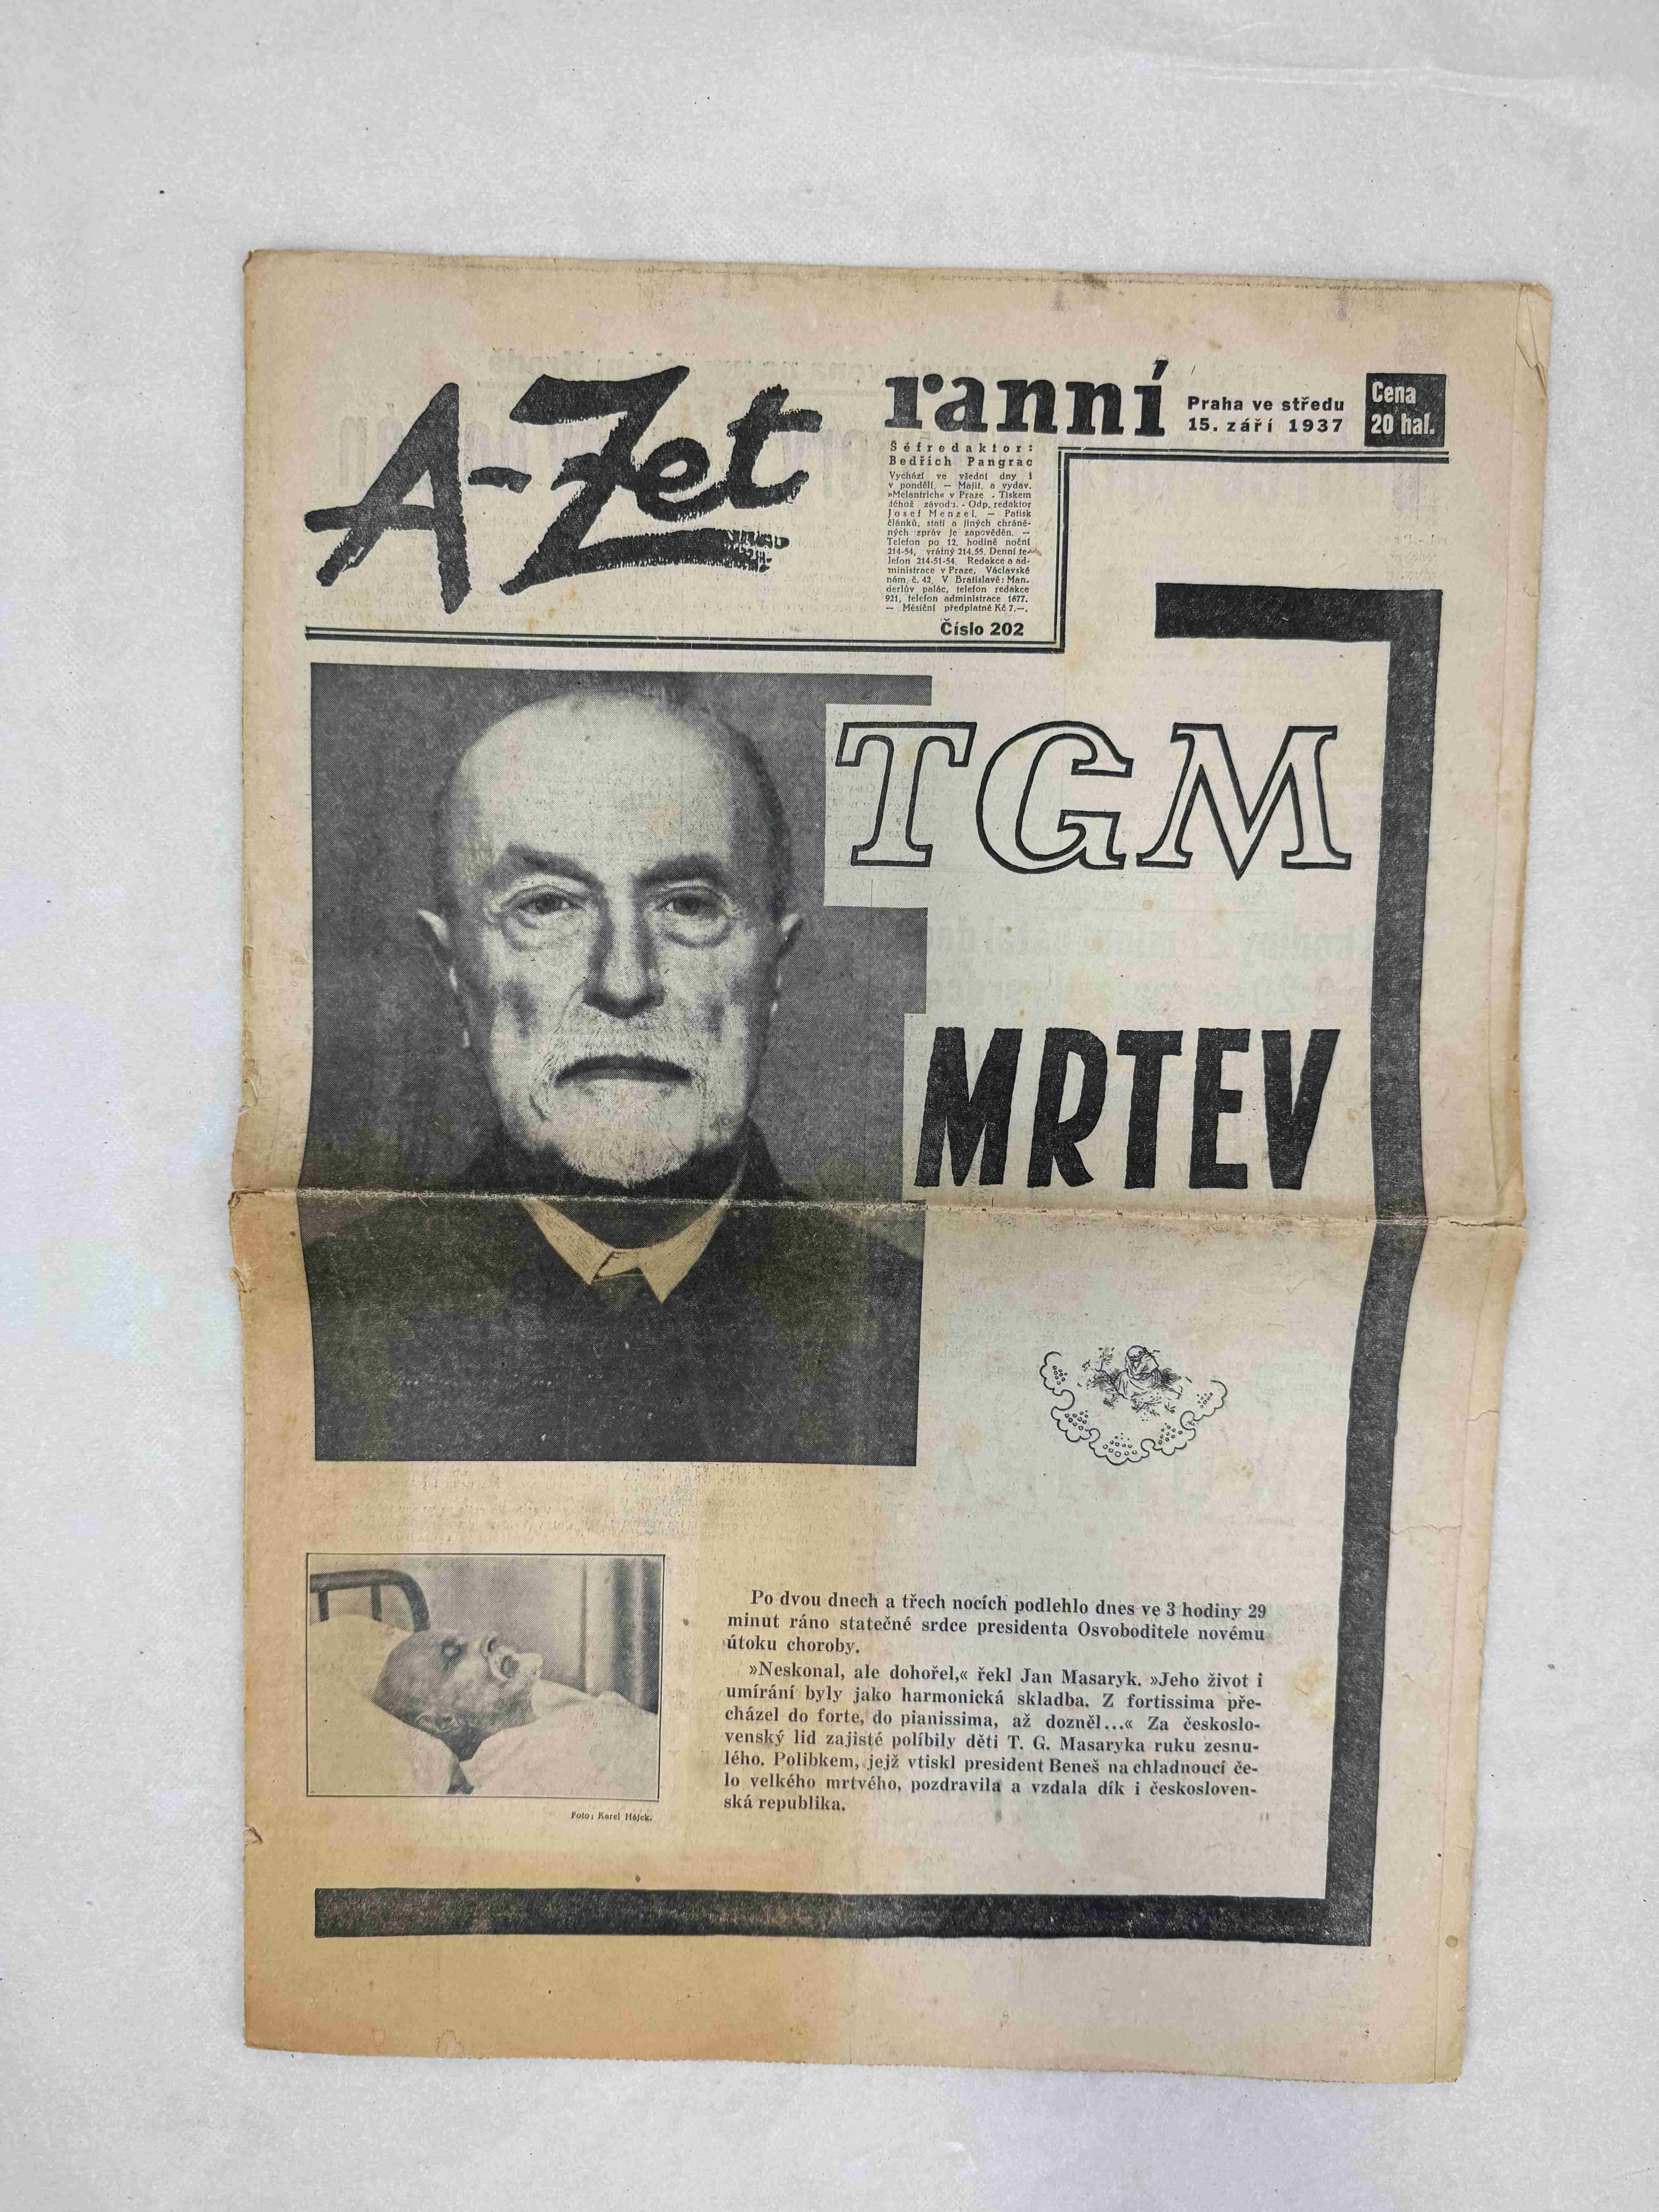 A-Zet
ranní
Praha ve středu
15. září 1937
Cena
20 hal.
Šéfredaktor:
Bedřich Pangrac
Vychází ve všední dny i
v pondělí. — Majit. a vydav.
»Melantrich« v Praze - Tiskem
téhož závodu. - Odp. redaktor
Josef Menzel. — Patisk
článků, statí a jiných chráně-
ných zpráv je zapověděn. —
Telefon po 12. hodině noční
214-54, vrátný 214.55. Denní te-
lefon 214-51-54. Redakce a ad-
ministrace v Praze, Václavské
nám. č. 42. V Bratislavě: Man-
derlův palác, telefon redakce
921, telefon administrace 1677.
— Měsíční předplatné Kč 7.—.
Číslo 202
TGM
MRTEV
Po dvou dnech a třech nocích podlehlo dnes ve 3 hodiny 29
minut ráno statečné srdce presidenta Osvoboditele novému
útoku choroby.
»Neskonal, ale dohořel,« řekl Jan Masaryk. »Jeho život i
umírání byly jako harmonická skladba. Z fortissima pře-
cházel do forte, do pianissima, až dozněl...« Za českoslo-
venský lid zajisté políbily děti T. G. Masaryka ruku zesnu-
lého. Polibkem, jejž vtiskl president Beneš na chladnoucí če-
lo velkého mrtvého, pozdravila a vzdala dík i českosloven-
ská republika.
Foto: Karel Hájek.